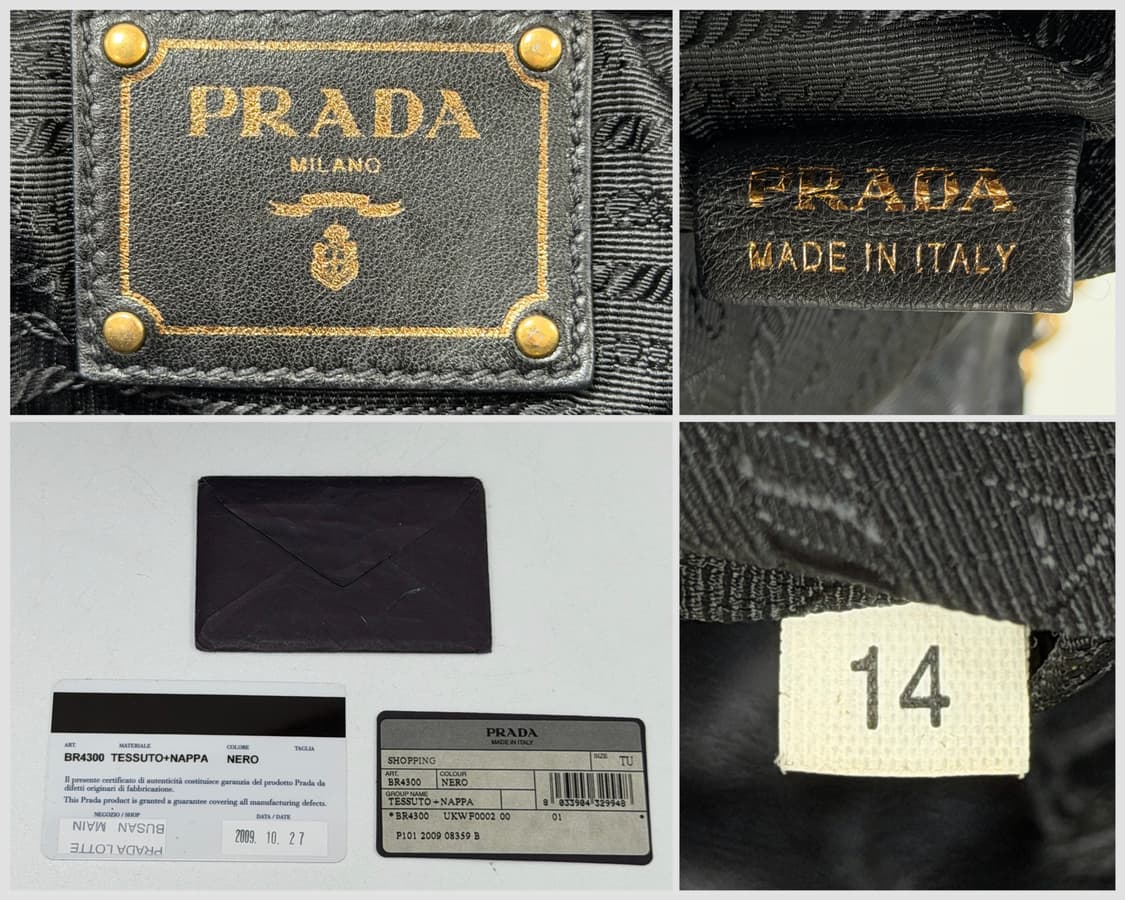 PRADA
MILANO
PRADA
MADE IN ITALY
ART. MATERIALE COLORE TAGLIA
BR4300 TESSUTO+NAPPA NERO
Il presente certificato di autenticità costituisce garanzia del prodotto Prada da
difetti originari di fabbricazione.
This Prada product is granted a guarantee covering all manufacturing defects.
NEGOZIO / SHOP DATA / DATE
PRADA LOTTE
BUSAN MAIN
2009. 10. 27
PRADA
MADE IN ITALY
SHOPPING SIZE TU
ART. COLOUR
BR4300 NERO
GROUP NAME
TESSUTO+NAPPA
8 033904 329948
*BR4300 UKWF0002 00 01 *
P101 2009 08359 B
14